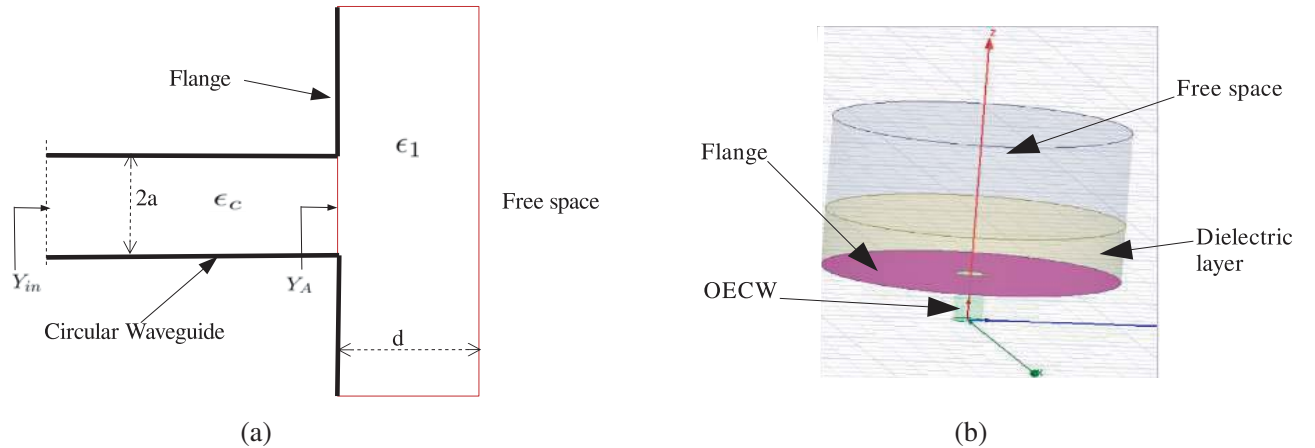 Flange
ϵ1
2a
ϵc
Free space
Yin
YA
Circular Waveguide
d
(a)
z
Free space
Flange
Dielectric
layer
OECW
x
(b)